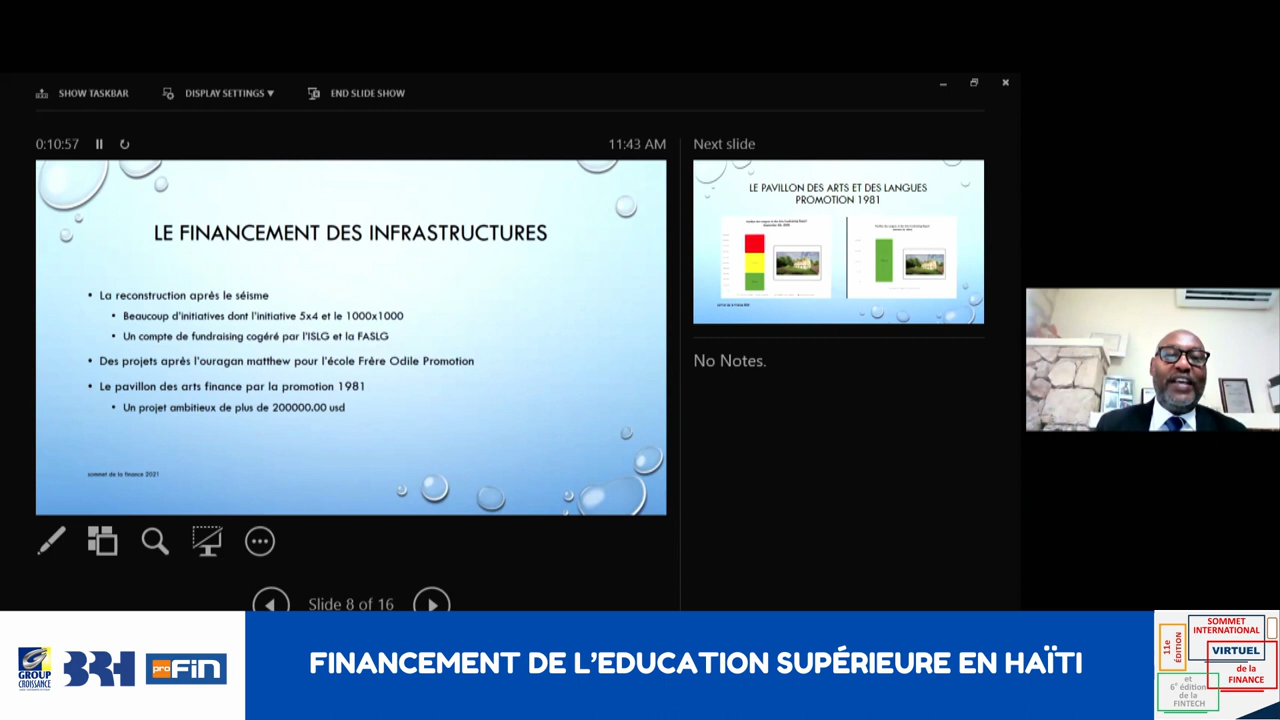 SHOW TASKBAR
DISPLAY SETTINGS ▼
END SLIDE SHOW
0:10:57
11:43 AM
LE FINANCEMENT DES INFRASTRUCTURES
• La reconstruction après le séisme
• Beaucoup d'initiatives dont l'initiative 5x4 et le 1000x1000
• Un compte de fundraising cogéré par l'ISLG et la FASLG
• Des projets après l'ouragan matthew pour l'école Frère Odile Promotion
• Le pavillon des arts finance par la promotion 1981
• Un projet ambitieux de plus de 200000.00 usd
sommet de la finance 2021
Next slide
LE PAVILLON DES ARTS ET DES LANGUES
PROMOTION 1981
No Notes.
Slide 8 of 16
GROUP
CROISSANCE
BRH
proFin
FINANCEMENT DE L'EDUCATION SUPÉRIEURE EN HAÏTI
11e
ÉDITION
SOMMET
INTERNATIONAL
VIRTUEL
de la
FINANCE
et
6e édition
de la
FINTECH